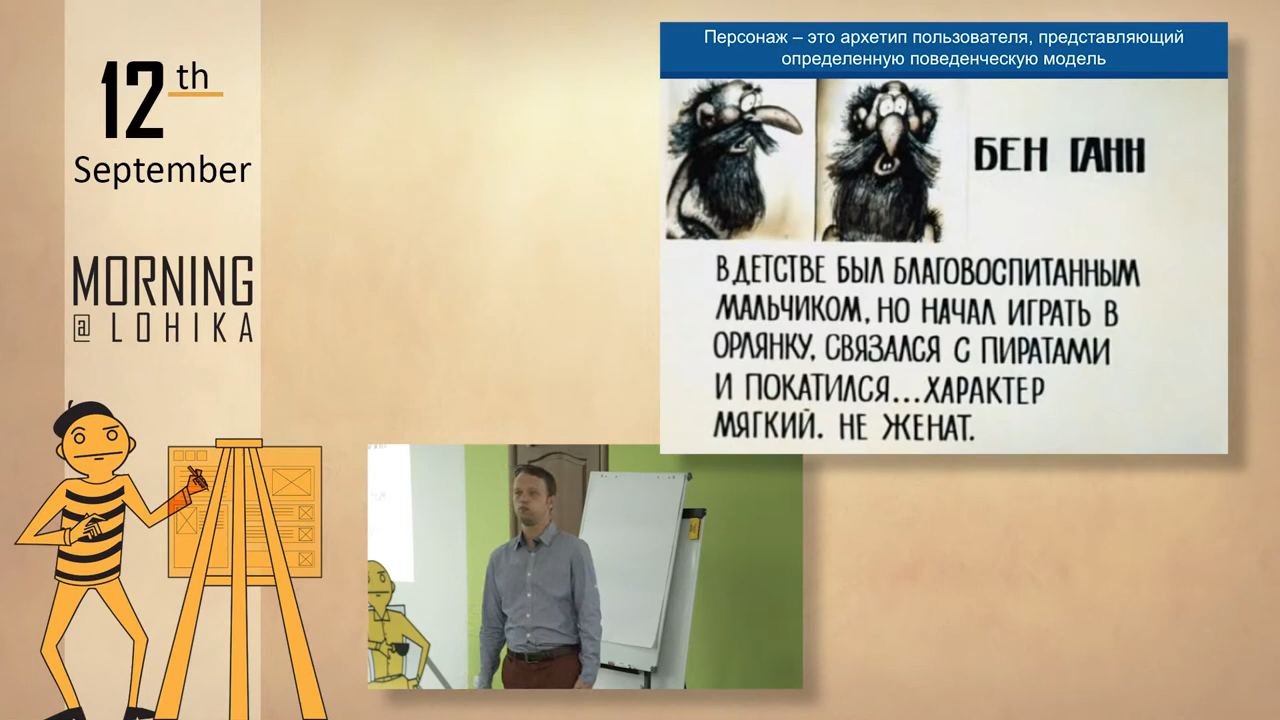 12th
September
MORNING
@ LOHIKA
Персонаж – это архетип пользователя, представляющий
определенную поведенческую модель
БЕН ГАНН
В ДЕТСТВЕ БЫЛ БЛАГОВОСПИТАННЫМ
МАЛЬЧИКОМ, НО НАЧАЛ ИГРАТЬ В
ОРЛЯНКУ, СВЯЗАЛСЯ С ПИРАТАМИ
И ПОКАТИЛСЯ...ХАРАКТЕР
МЯГКИЙ. НЕ ЖЕНАТ.